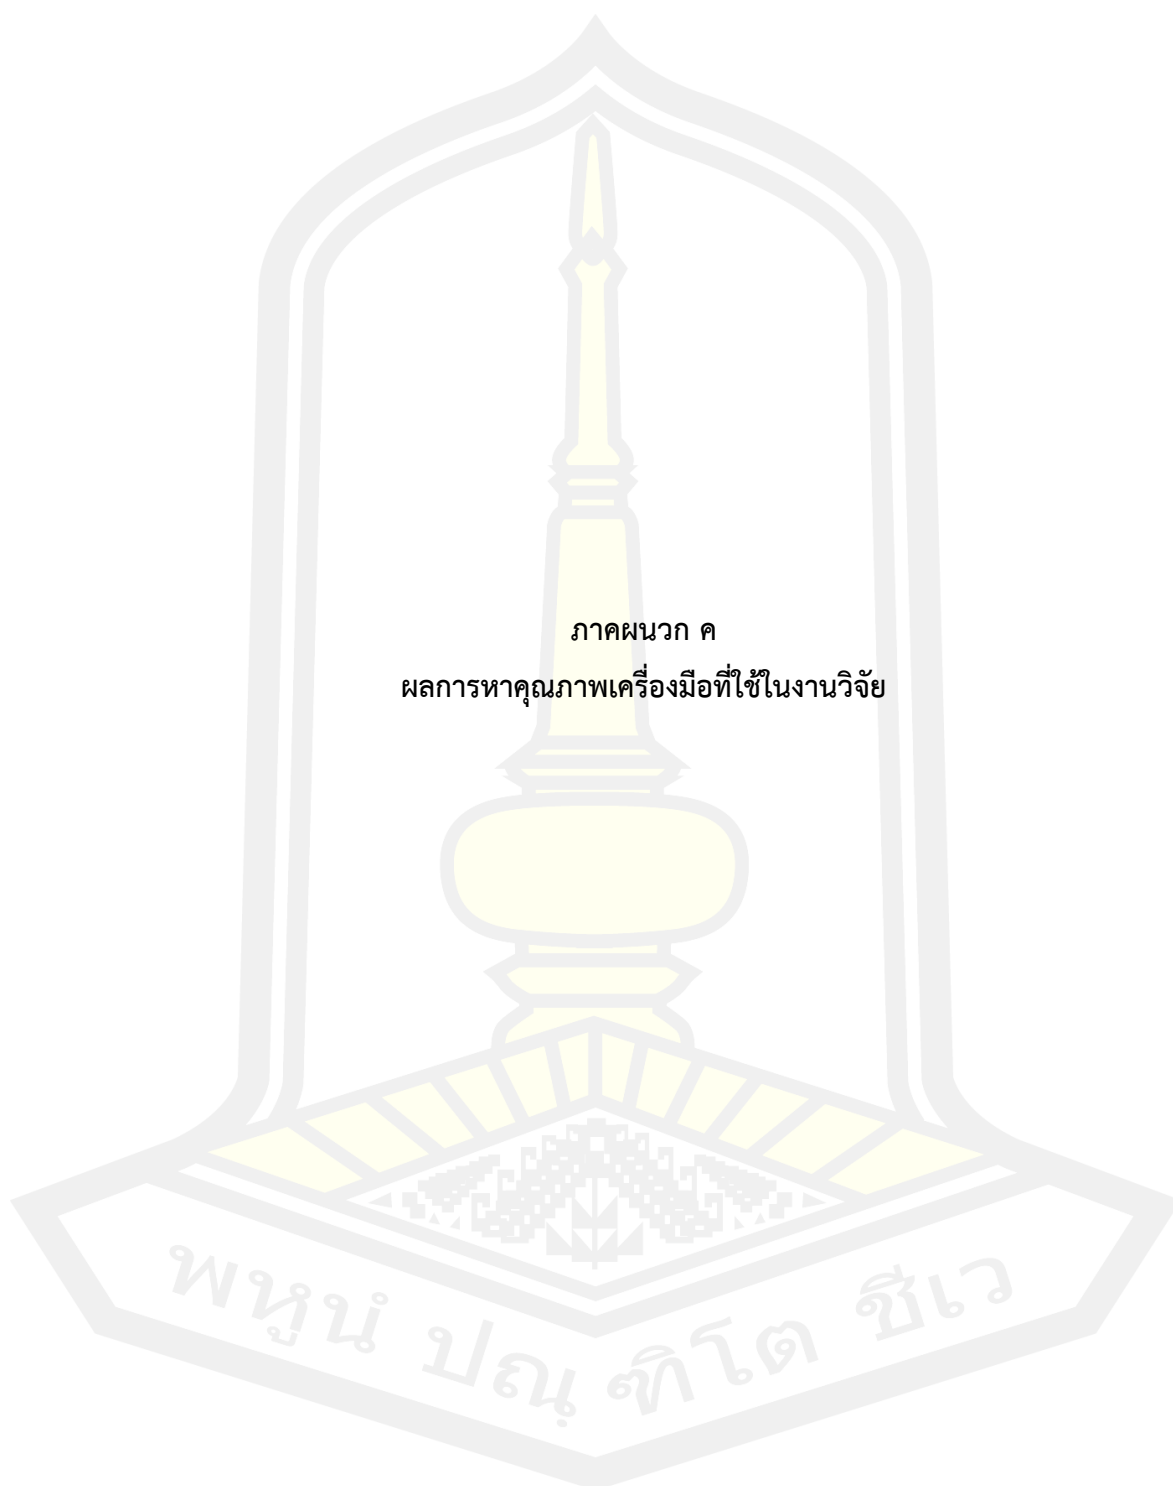 ภาคผนวก ค
ผลการหาคุณภาพเครื่องมือที่ใช้ในงานวิจัย
พหูนํ ปณฺฑิโต ชีเว